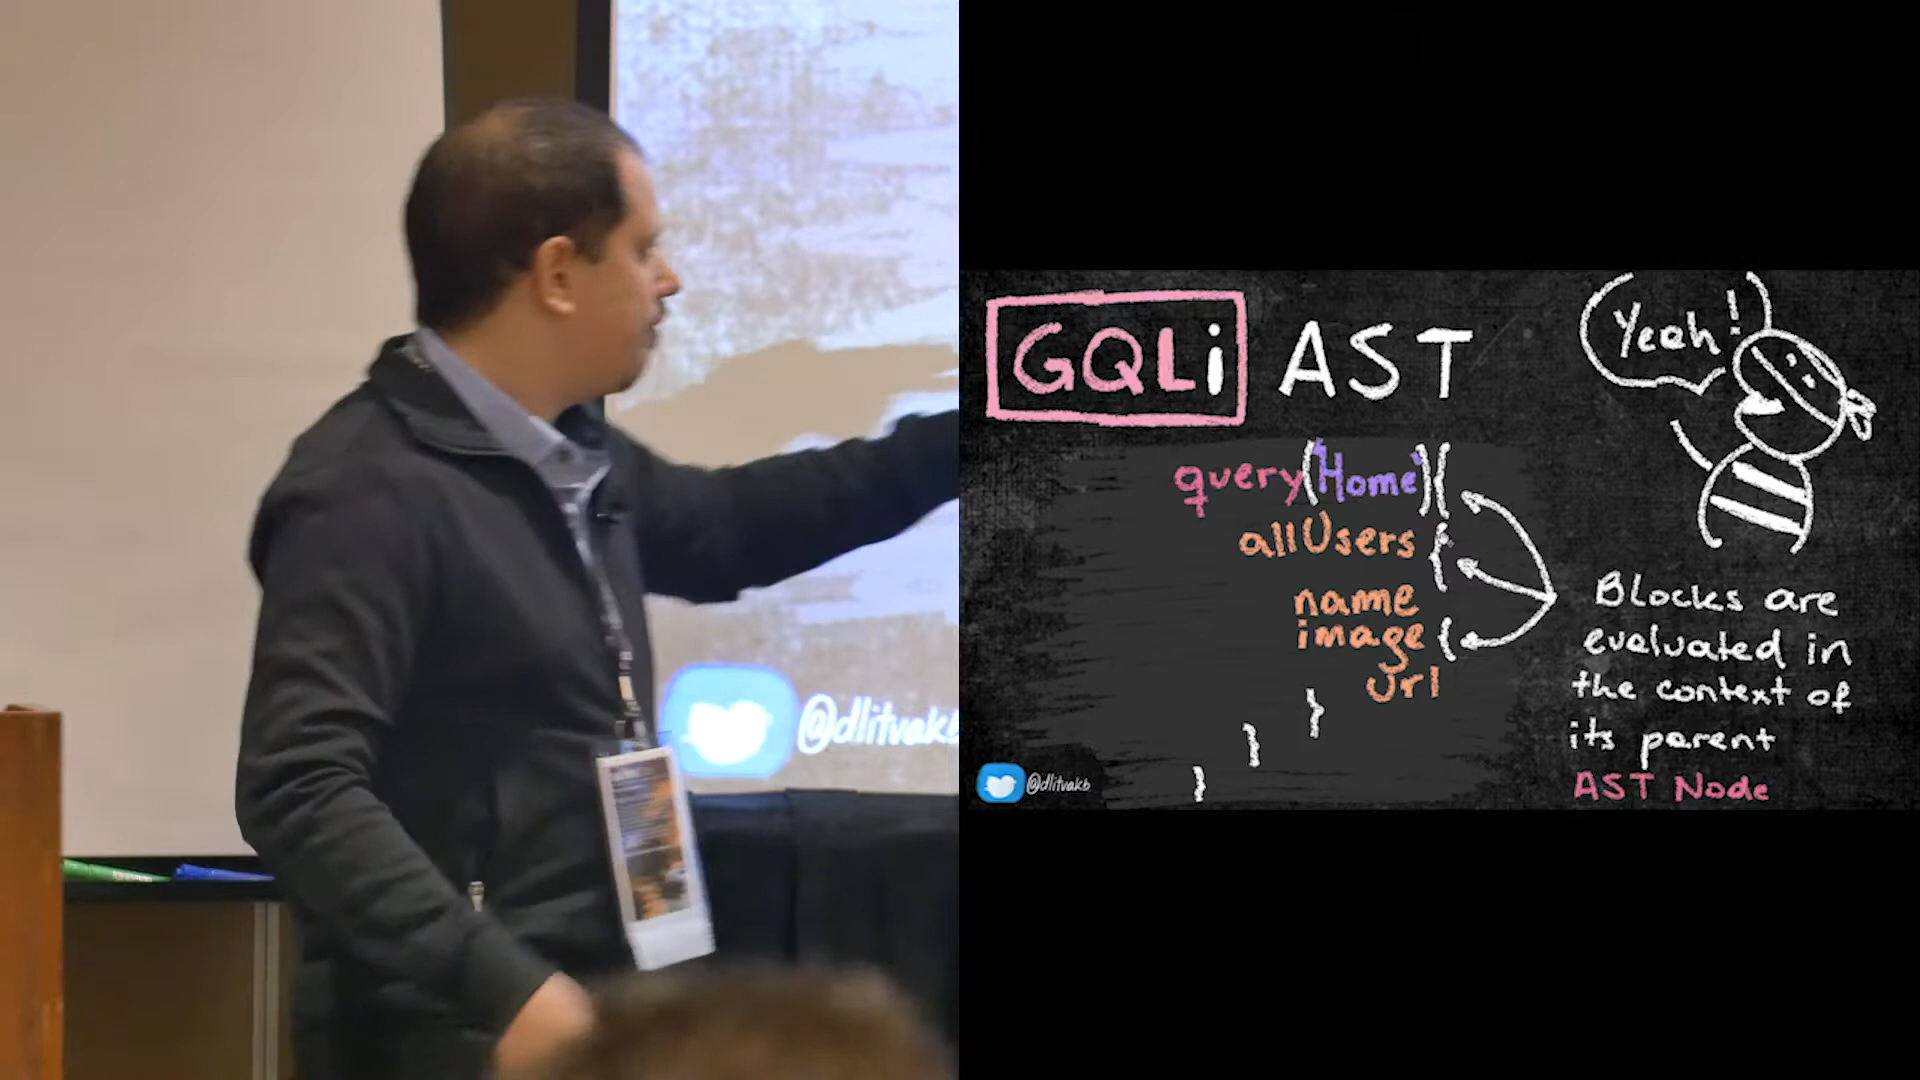 @dlitvakb
GQLi AST
Yeah!
query("Home"){
allUsers {
name
image {
url
}
}
}
Blocks are
evaluated in
the context of
its parent
AST Node
@dlitvakb